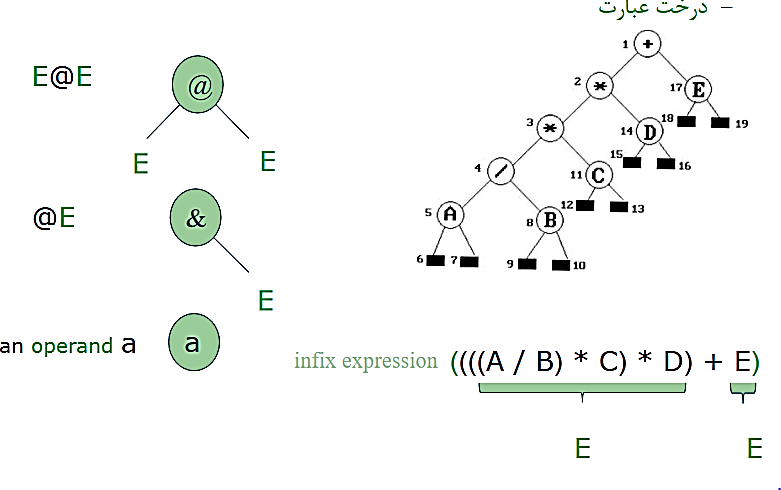 – درخت عبارت
E@E
@
E E
@E
&
E
an operand a
a
1 +
2 *
17 E
3 *
14 D
18 19
4 /
11 C
15 16
5 A
8 B
12 13
6 7
9 10
infix expression ((((A / B) * C) * D) + E)
E E